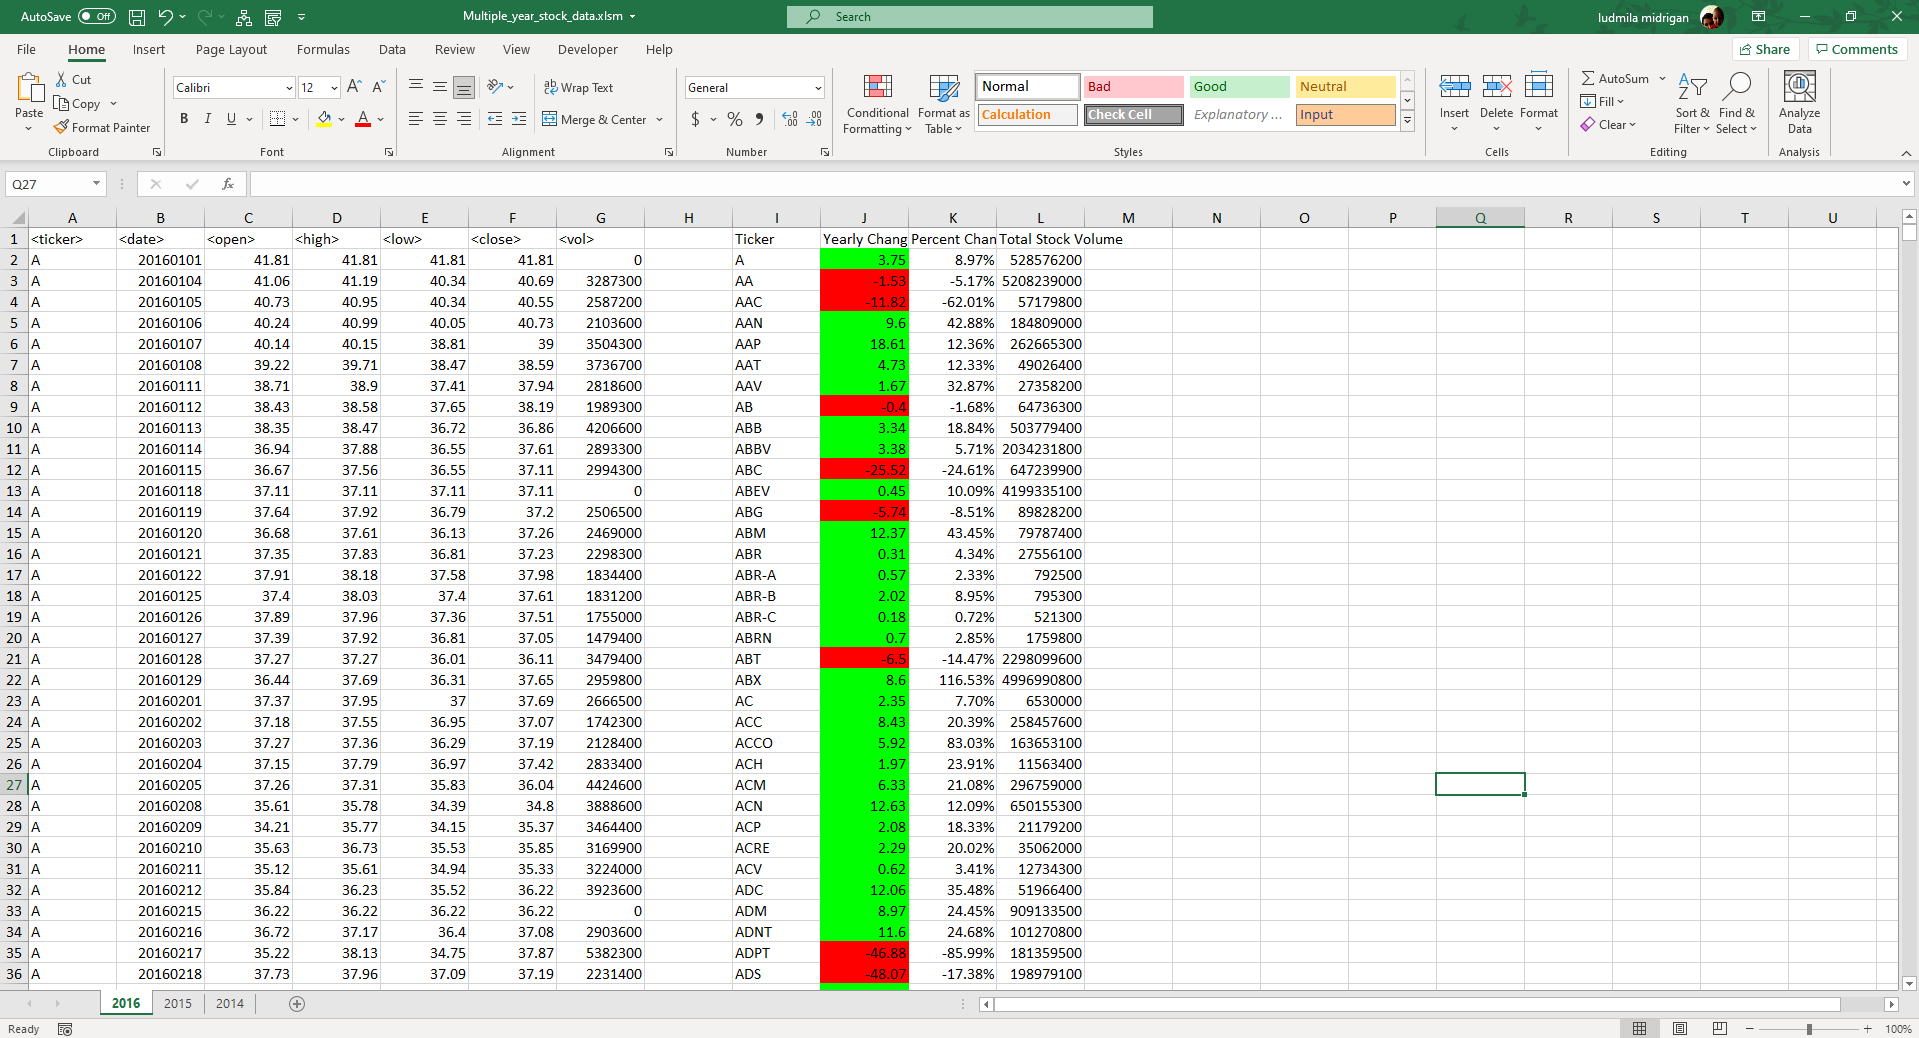 AutoSave Off Multiple_year_stock_data.xlsm Search ludmila midrigan
File Home Insert Page Layout Formulas Data Review View Developer Help Share Comments
Paste Cut Copy Format Painter Clipboard
Calibri 12 B I U Font
Wrap Text Merge & Center Alignment
General $ % Number
Conditional Formatting Format as Table Normal Bad Good Neutral Calculation Check Cell Explanatory ... Input Styles
Insert Delete Format Cells
AutoSum Fill Clear Sort & Filter Find & Select Editing
Analyze Data Analysis
Q27 fx
A B C D E F G H I J K L M N O P Q R S T U
1 <ticker> <date> <open> <high> <low> <close> <vol> Ticker Yearly Chang Percent Chan Total Stock Volume
2 A 20160101 41.81 41.81 41.81 41.81 0 A 3.75 8.97% 528576200
3 A 20160104 41.06 41.19 40.34 40.69 3287300 AA -1.53 -5.17% 5208239000
4 A 20160105 40.73 40.95 40.34 40.55 2587200 AAC -11.82 -62.01% 57179800
5 A 20160106 40.24 40.99 40.05 40.73 2103600 AAN 9.6 42.88% 184809000
6 A 20160107 40.14 40.15 38.81 39 3504300 AAP 18.61 12.36% 262665300
7 A 20160108 39.22 39.71 38.47 38.59 3736700 AAT 4.73 12.33% 49026400
8 A 20160111 38.71 38.9 37.41 37.94 2818600 AAV 1.67 32.87% 27358200
9 A 20160112 38.43 38.58 37.65 38.19 1989300 AB -0.4 -1.68% 64736300
10 A 20160113 38.35 38.47 36.72 36.86 4206600 ABB 3.34 18.84% 503779400
11 A 20160114 36.94 37.88 36.55 37.61 2893300 ABBV 3.38 5.71% 2034231800
12 A 20160115 36.67 37.56 36.55 37.11 2994300 ABC -25.52 -24.61% 647239900
13 A 20160118 37.11 37.11 37.11 37.11 0 ABEV 0.45 10.09% 4199335100
14 A 20160119 37.64 37.92 36.79 37.2 2506500 ABG -5.74 -8.51% 89828200
15 A 20160120 36.68 37.61 36.13 37.26 2469000 ABM 12.37 43.45% 79787400
16 A 20160121 37.35 37.83 36.81 37.23 2298300 ABR 0.31 4.34% 27556100
17 A 20160122 37.91 38.18 37.58 37.98 1834400 ABR-A 0.57 2.33% 792500
18 A 20160125 37.4 38.03 37.4 37.61 1831200 ABR-B 2.02 8.95% 795300
19 A 20160126 37.89 37.96 37.36 37.51 1755000 ABR-C 0.18 0.72% 521300
20 A 20160127 37.39 37.92 36.81 37.05 1479400 ABRN 0.7 2.85% 1759800
21 A 20160128 37.27 37.27 36.01 36.11 3479400 ABT -6.5 -14.47% 2298099600
22 A 20160129 36.44 37.69 36.31 37.65 2959800 ABX 8.6 116.53% 4996990800
23 A 20160201 37.37 37.95 37 37.69 2666500 AC 2.35 7.70% 6530000
24 A 20160202 37.18 37.55 36.95 37.07 1742300 ACC 8.43 20.39% 258457600
25 A 20160203 37.27 37.36 36.29 37.19 2128400 ACCO 5.92 83.03% 163653100
26 A 20160204 37.15 37.79 36.97 37.42 2833400 ACH 1.97 23.91% 11563400
27 A 20160205 37.26 37.31 35.83 36.04 4424600 ACM 6.33 21.08% 296759000
28 A 20160208 35.61 35.78 34.39 34.8 3888600 ACN 12.63 12.09% 650155300
29 A 20160209 34.21 35.77 34.15 35.37 3464400 ACP 2.08 18.33% 21179200
30 A 20160210 35.63 36.73 35.53 35.85 3169900 ACRE 2.29 20.02% 35062000
31 A 20160211 35.12 35.61 34.94 35.33 3224000 ACV 0.62 3.41% 12734300
32 A 20160212 35.84 36.23 35.52 36.22 3923600 ADC 12.06 35.48% 51966400
33 A 20160215 36.22 36.22 36.22 36.22 0 ADM 8.97 24.45% 909133500
34 A 20160216 36.72 37.17 36.4 37.08 2903600 ADNT 11.6 24.68% 101270800
35 A 20160217 35.22 38.13 34.75 37.87 5382300 ADPT -46.88 -85.99% 181359500
36 A 20160218 37.73 37.96 37.09 37.19 2231400 ADS -48.07 -17.38% 198979100
2016 2015 2014
Ready 100%